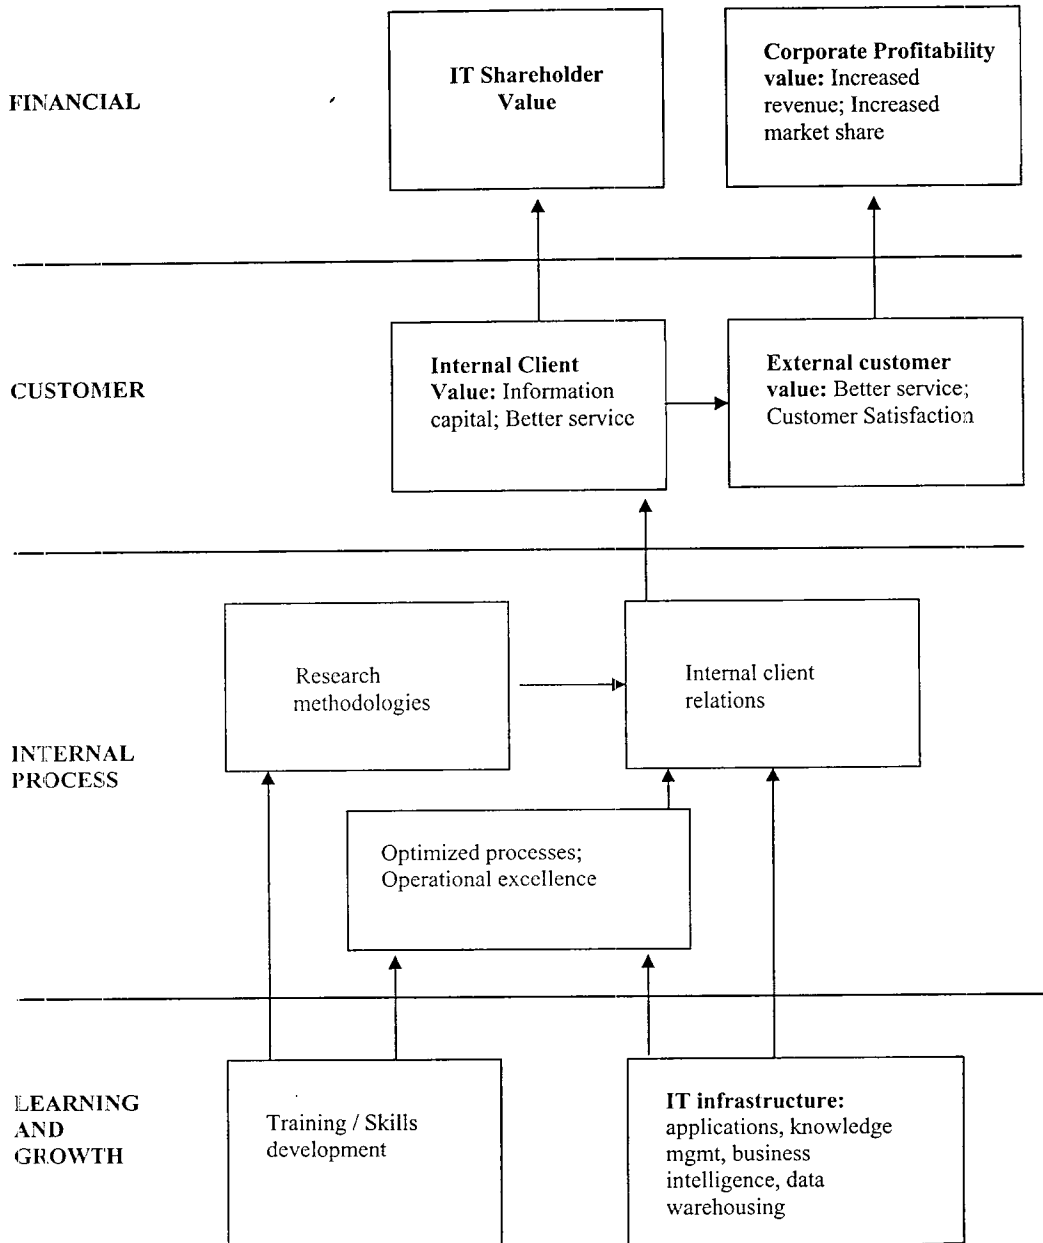 FINANCIAL
IT Shareholder
Value
Corporate Profitability
value: Increased
revenue; Increased
market share
CUSTOMER
Internal Client
Value: Information
capital; Better service
External customer
value: Better service;
Customer Satisfaction
INTERNAL
PROCESS
Research
methodologies
Internal client
relations
Optimized processes;
Operational excellence
LEARNING
AND
GROWTH
Training / Skills
development
IT infrastructure:
applications, knowledge
mgmt, business
intelligence, data
warehousing